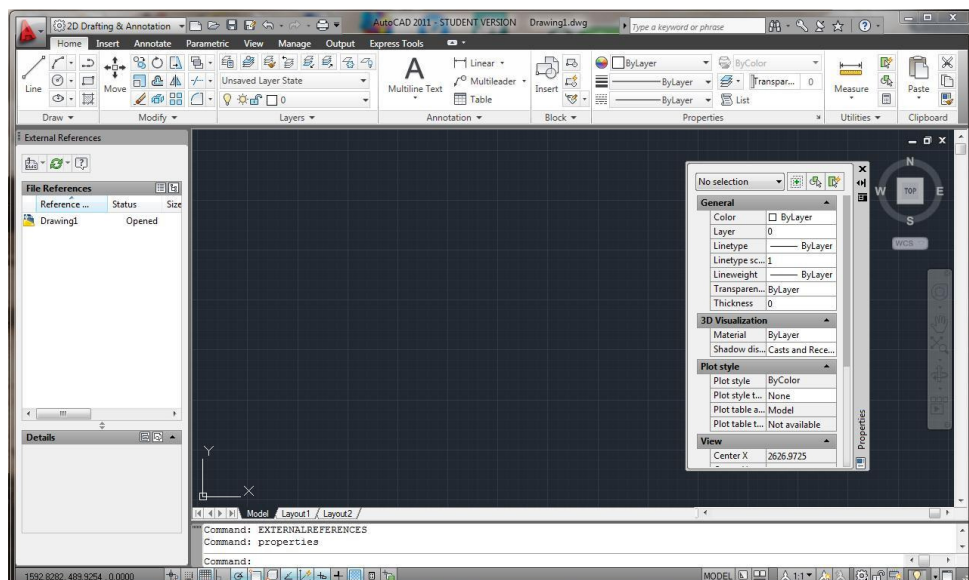 2D Drafting & Annotation AutoCAD 2011 - STUDENT VERSION Drawing1.dwg Type a keyword or phrase
Home Insert Annotate Parametric View Manage Output Express Tools
Line Move Unsaved Layer State 0 Multiline Text Linear Multileader Table Insert ByLayer ByLayer ByLayer ByColor Transpar... 0 List Measure Paste
Draw Modify Layers Annotation Block Properties Utilities Clipboard
External References
File References
Reference ... Status Size
Drawing1 Opened
Details
No selection
General
Color ByLayer
Layer 0
Linetype ByLayer
Linetype sc... 1
Lineweight ByLayer
Transparen... ByLayer
Thickness 0
3D Visualization
Material ByLayer
Shadow dis... Casts and Rece...
Plot style
Plot style ByColor
Plot style t... None
Plot table a... Model
Plot table t... Not available
View
Center X 2626.9725
Properties
N
W TOP E
S
WCS
Y
X
Model Layout1 Layout2
Command: EXTERNALREFERENCES
Command: properties
Command:
1592.8282, 489.9254, 0.0000 MODEL 1:1